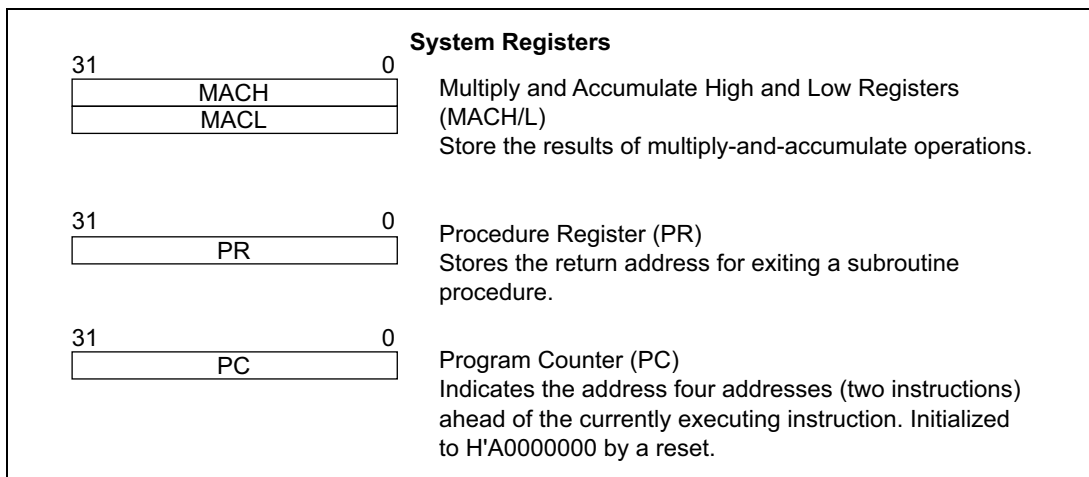 System Registers
31 0
MACH
MACL
Multiply and Accumulate High and Low Registers
(MACH/L)
Store the results of multiply-and-accumulate operations.
31 0
PR
Procedure Register (PR)
Stores the return address for exiting a subroutine
procedure.
31 0
PC
Program Counter (PC)
Indicates the address four addresses (two instructions)
ahead of the currently executing instruction. Initialized
to H'A0000000 by a reset.